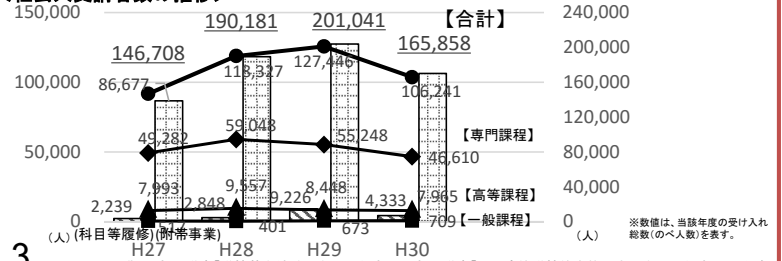 150,000
190,181
201,041
【合計】
240,000
146,708
165,858
200,000
86,677
118,327
127,446
160,000
100,000
106,241
120,000
49,282
59,048
55,248
【専門課程】
50,000
46,610
80,000
7,993
9,557
8,448
7,965
【高等課程】
40,000
2,239
2,848
9,226
4,333
0
401
673
709
【一般課程】
0
(人)
(科目等履修)(附帯事業)
(人)
※数値は、当該年度の受け入れ
総数(のべ人数)を表す。
3
H27
H28
H29
H30